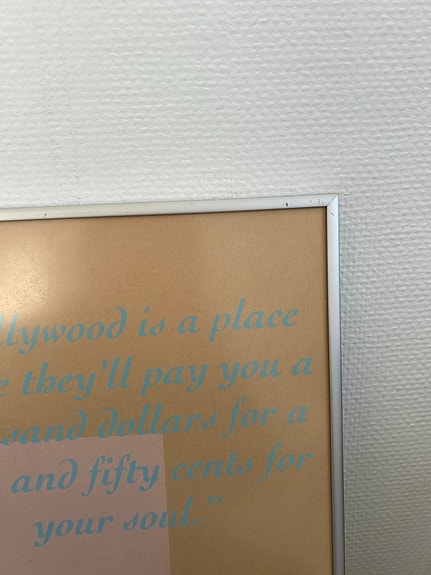 llywood is a place
e they'll pay you a
sand dollars for a
and fifty cents for
your soul."